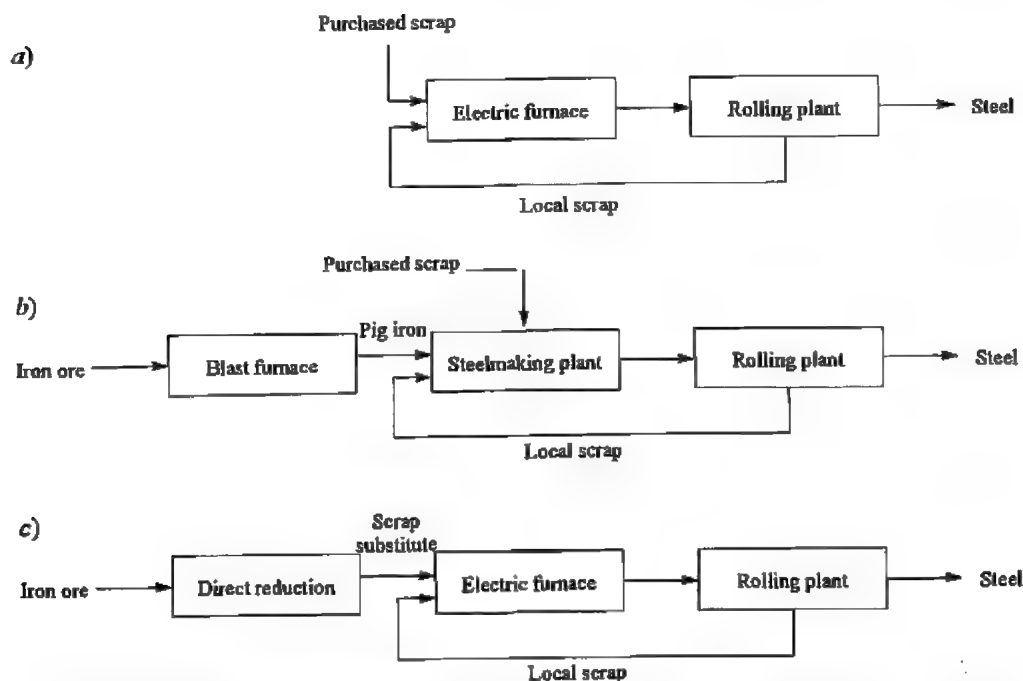 Purchased scrap
a)
Electric furnace
Rolling plant
Steel
Local scrap
Purchased scrap
b)
Pig iron
Iron ore
Blast furnace
Steelmaking plant
Rolling plant
Steel
Local scrap
c)
Scrap
substitute
Iron ore
Direct reduction
Electric furnace
Rolling plant
Steel
Local scrap